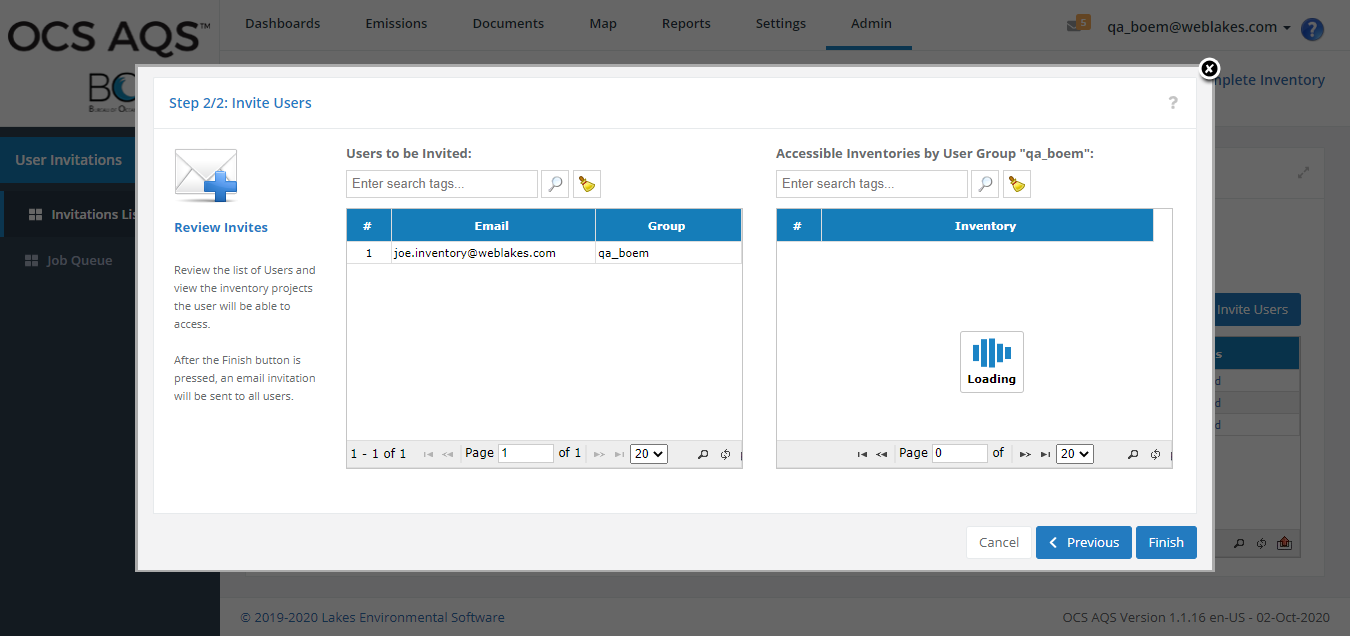 OCS AQS™
Dashboards
Emissions
Documents
Map
Reports
Settings
Admin
5
qa_boem@weblakes.com
?
mplete Inventory
User Invitations
Invitations Lis
Job Queue
Step 2/2: Invite Users
?
Review Invites
Review the list of Users and
view the inventory projects
the user will be able to
access.
After the Finish button is
pressed, an email invitation
will be sent to all users.
Users to be Invited:
Enter search tags...
# Email Group
1 joe.inventory@weblakes.com qa_boem
1 - 1 of 1 Page 1 of 1 20
Accessible Inventories by User Group "qa_boem":
Enter search tags...
# Inventory
Loading
Page 0 of 20
Cancel
Previous
Finish
Invite Users
s
d
d
d
© 2019-2020 Lakes Environmental Software
OCS AQS Version 1.1.16 en-US - 02-Oct-2020